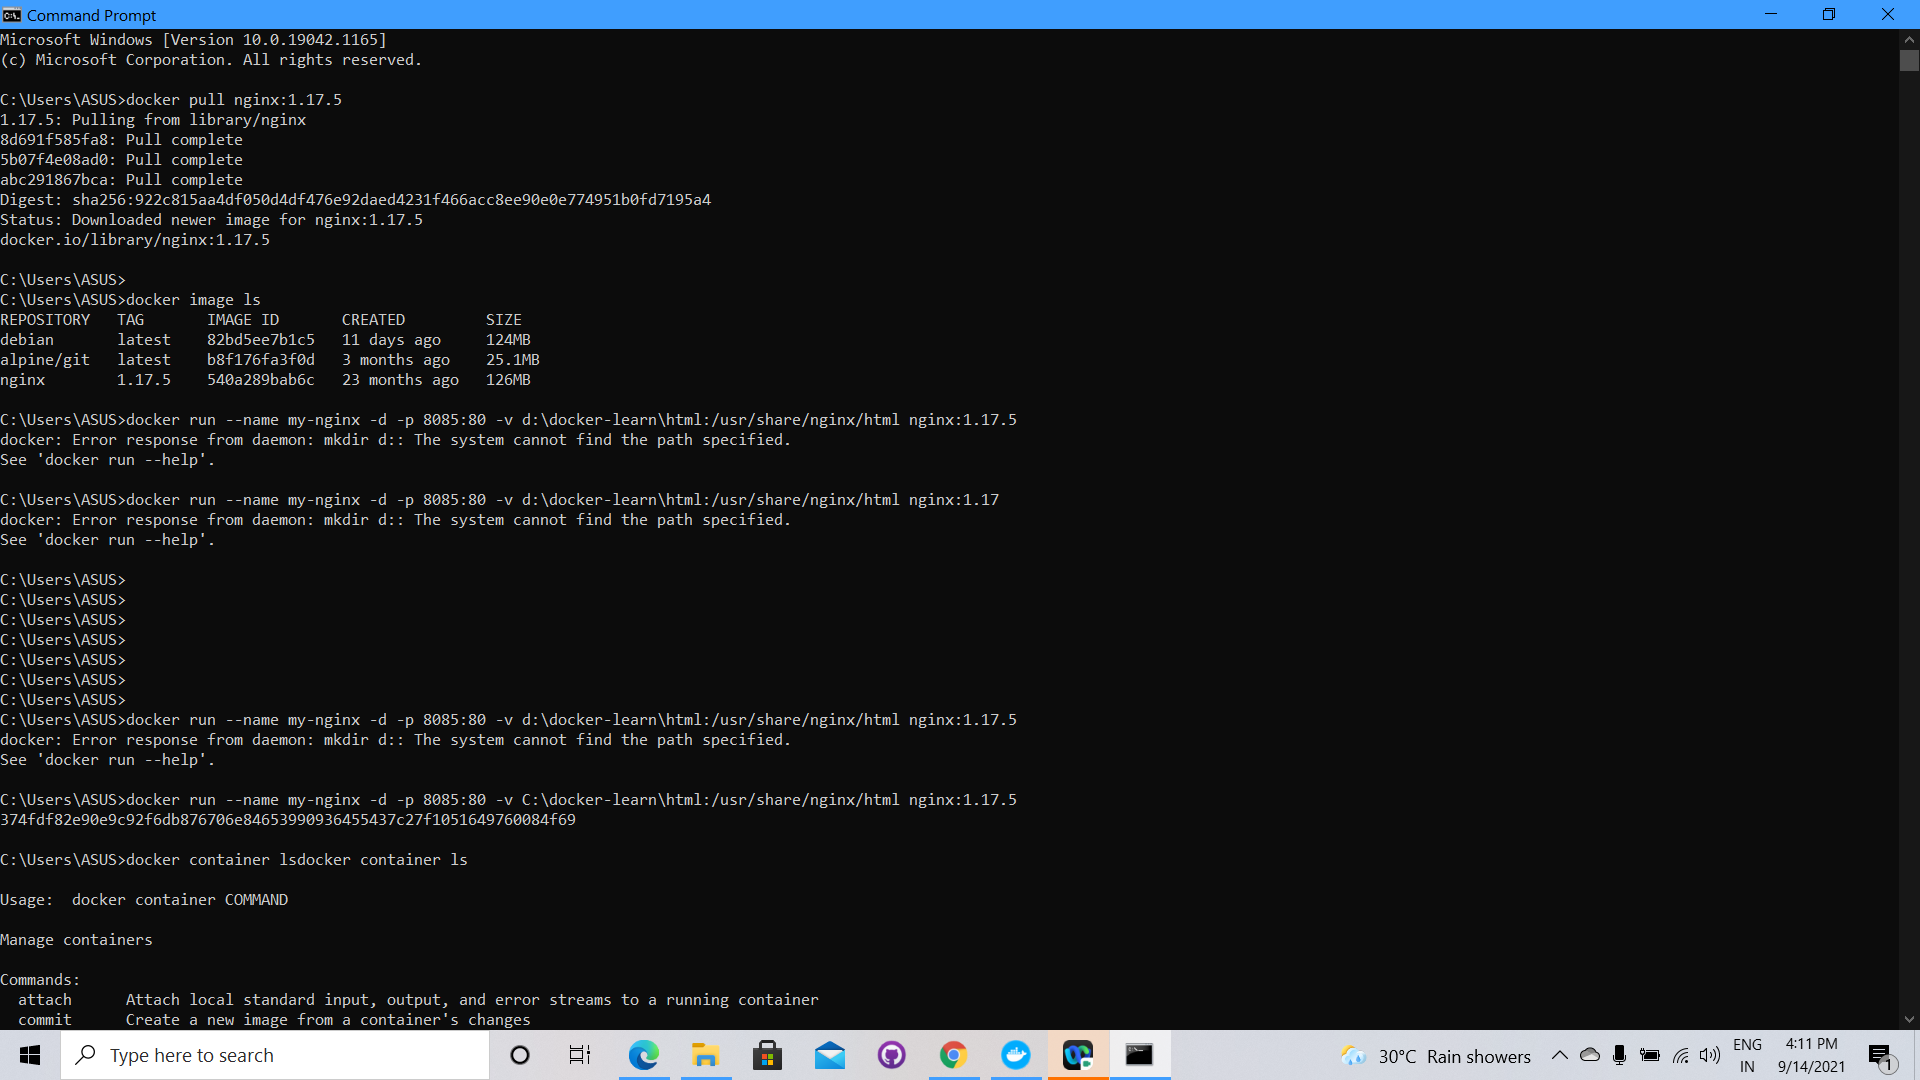 Command Prompt
Microsoft Windows [Version 10.0.19042.1165]
(c) Microsoft Corporation. All rights reserved.
C:\Users\ASUS>docker pull nginx:1.17.5
1.17.5: Pulling from library/nginx
8d691f585fa8: Pull complete
5b07f4e08ad0: Pull complete
abc291867bca: Pull complete
Digest: sha256:922c815aa4df050d4df476e92daed4231f466acc8ee90e0e774951b0fd7195a4
Status: Downloaded newer image for nginx:1.17.5
docker.io/library/nginx:1.17.5
C:\Users\ASUS>
C:\Users\ASUS>docker image ls
REPOSITORY   TAG       IMAGE ID       CREATED         SIZE
debian       latest    82bd5ee7b1c5   11 days ago     124MB
alpine/git   latest    b8f176fa3f0d   3 months ago    25.1MB
nginx        1.17.5    540a289bab6c   23 months ago   126MB
C:\Users\ASUS>docker run --name my-nginx -d -p 8085:80 -v d:\docker-learn\html:/usr/share/nginx/html nginx:1.17.5
docker: Error response from daemon: mkdir d:: The system cannot find the path specified.
See 'docker run --help'.
C:\Users\ASUS>docker run --name my-nginx -d -p 8085:80 -v d:\docker-learn\html:/usr/share/nginx/html nginx:1.17
docker: Error response from daemon: mkdir d:: The system cannot find the path specified.
See 'docker run --help'.
C:\Users\ASUS>
C:\Users\ASUS>
C:\Users\ASUS>
C:\Users\ASUS>
C:\Users\ASUS>
C:\Users\ASUS>
C:\Users\ASUS>
C:\Users\ASUS>docker run --name my-nginx -d -p 8085:80 -v d:\docker-learn\html:/usr/share/nginx/html nginx:1.17.5
docker: Error response from daemon: mkdir d:: The system cannot find the path specified.
See 'docker run --help'.
C:\Users\ASUS>docker run --name my-nginx -d -p 8085:80 -v C:\docker-learn\html:/usr/share/nginx/html nginx:1.17.5
374fdf82e90e9c92f6db876706e84653990936455437c27f1051649760084f69
C:\Users\ASUS>docker container lsdocker container ls
Usage:  docker container COMMAND
Manage containers
Commands:
  attach      Attach local standard input, output, and error streams to a running container
  commit      Create a new image from a container's changes
Type here to search
30°C Rain showers
ENG
IN
4:11 PM
9/14/2021
1